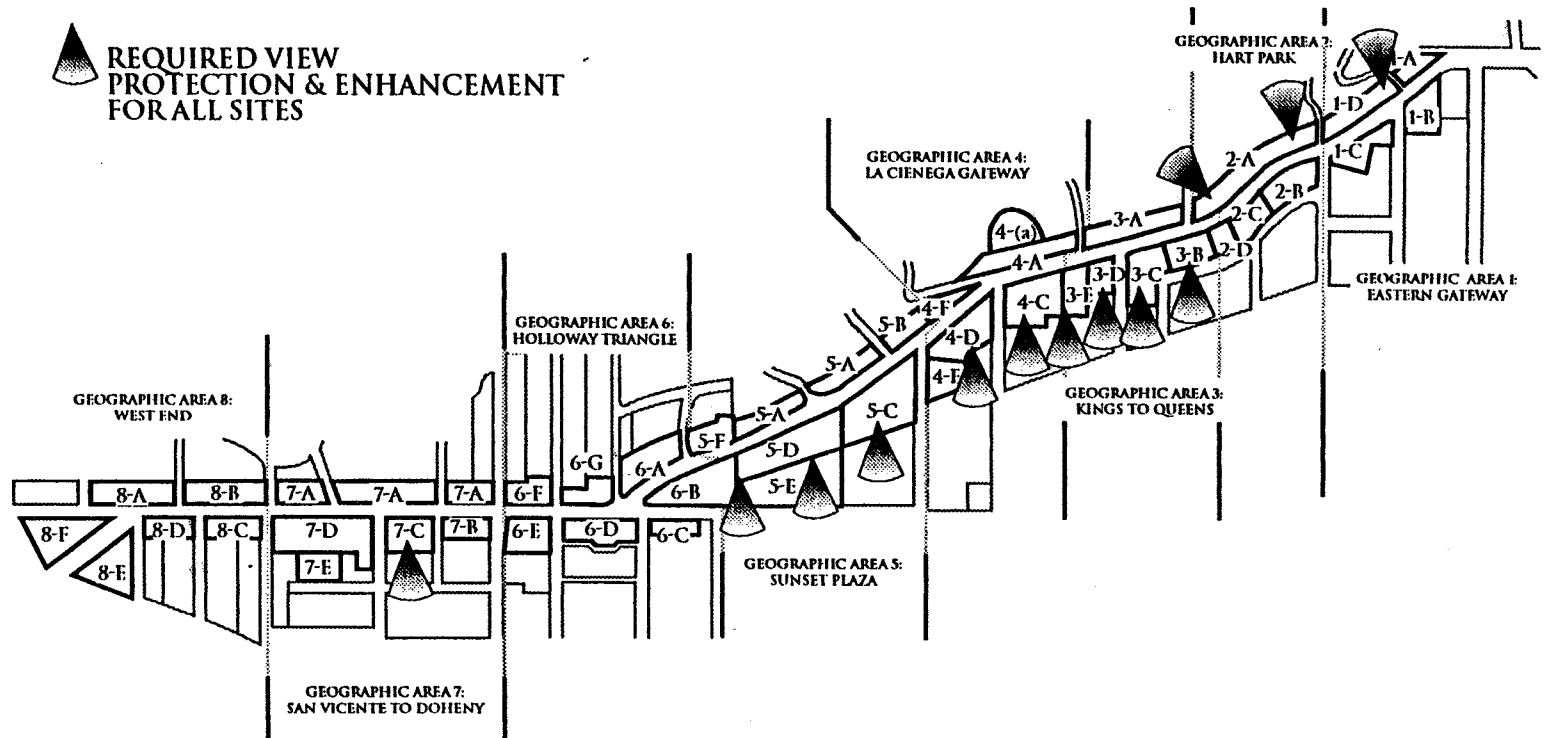 REQUIRED VIEW
PROTECTION & ENHANCEMENT
FOR ALL SITES
GEOGRAPHIC AREA
HART PARK
1-A
1-D
1-B
1-C
2-A
2-B
2-C
2-D
GEOGRAPHIC AREA 1:
EASTERN GATEWAY
GEOGRAPHIC AREA 4:
LA CIENEGA GATEWAY
3-A
4-(a)
4-A
3-B
3-C
3-D
3-E
4-C
4-F
4-D
GEOGRAPHIC AREA 3:
KINGS TO QUEENS
5-B
5-A
5-A
5-C
5-F
5-D
5-E
GEOGRAPHIC AREA 5:
SUNSET PLAZA
GEOGRAPHIC AREA 6:
HOLLOWAY TRIANGLE
6-G
6-A
6-B
6-F
6-E
6-D
6-C
GEOGRAPHIC AREA 8:
WEST END
8-A
8-B
7-A
7-A
7-A
8-F
8-D
8-C
7-D
7-C
7-B
8-E
7-E
GEOGRAPHIC AREA 7:
SAN VICENTE TO DOHENY